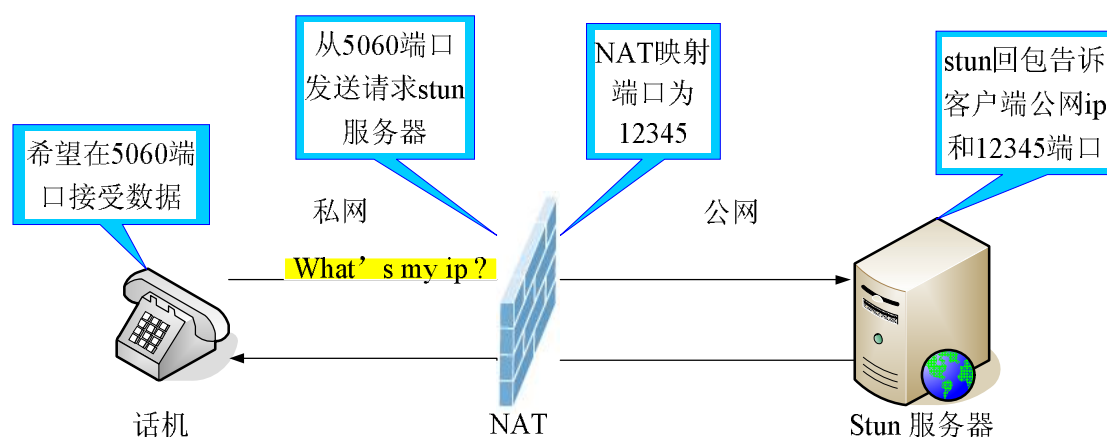 从5060端口
发送请求stun
服务器
NAT映射
端口为
12345
stun回包告诉
客户端公网ip
和12345端口
希望在5060端
口接受数据
私网
公网
What’s my ip?
话机
NAT
Stun 服务器